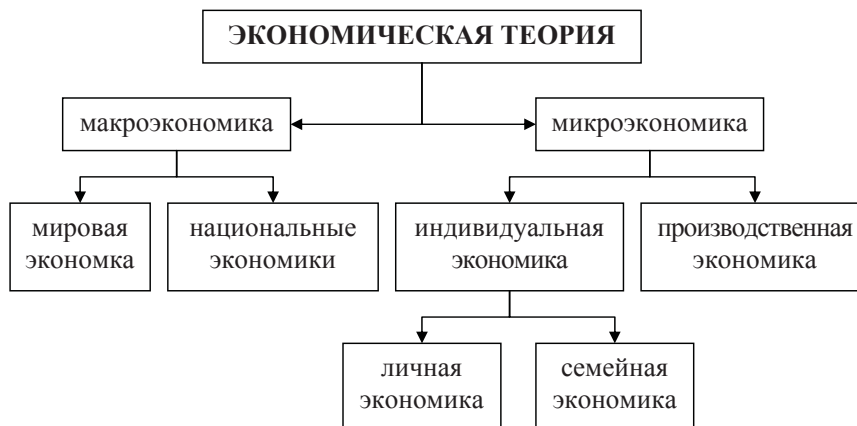 ЭКОНОМИЧЕСКАЯ ТЕОРИЯ
макроэкономика
микроэкономика
мировая
экономка
национальные
экономики
индивидуальная
экономика
производственная
экономика
личная
экономика
семейная
экономика